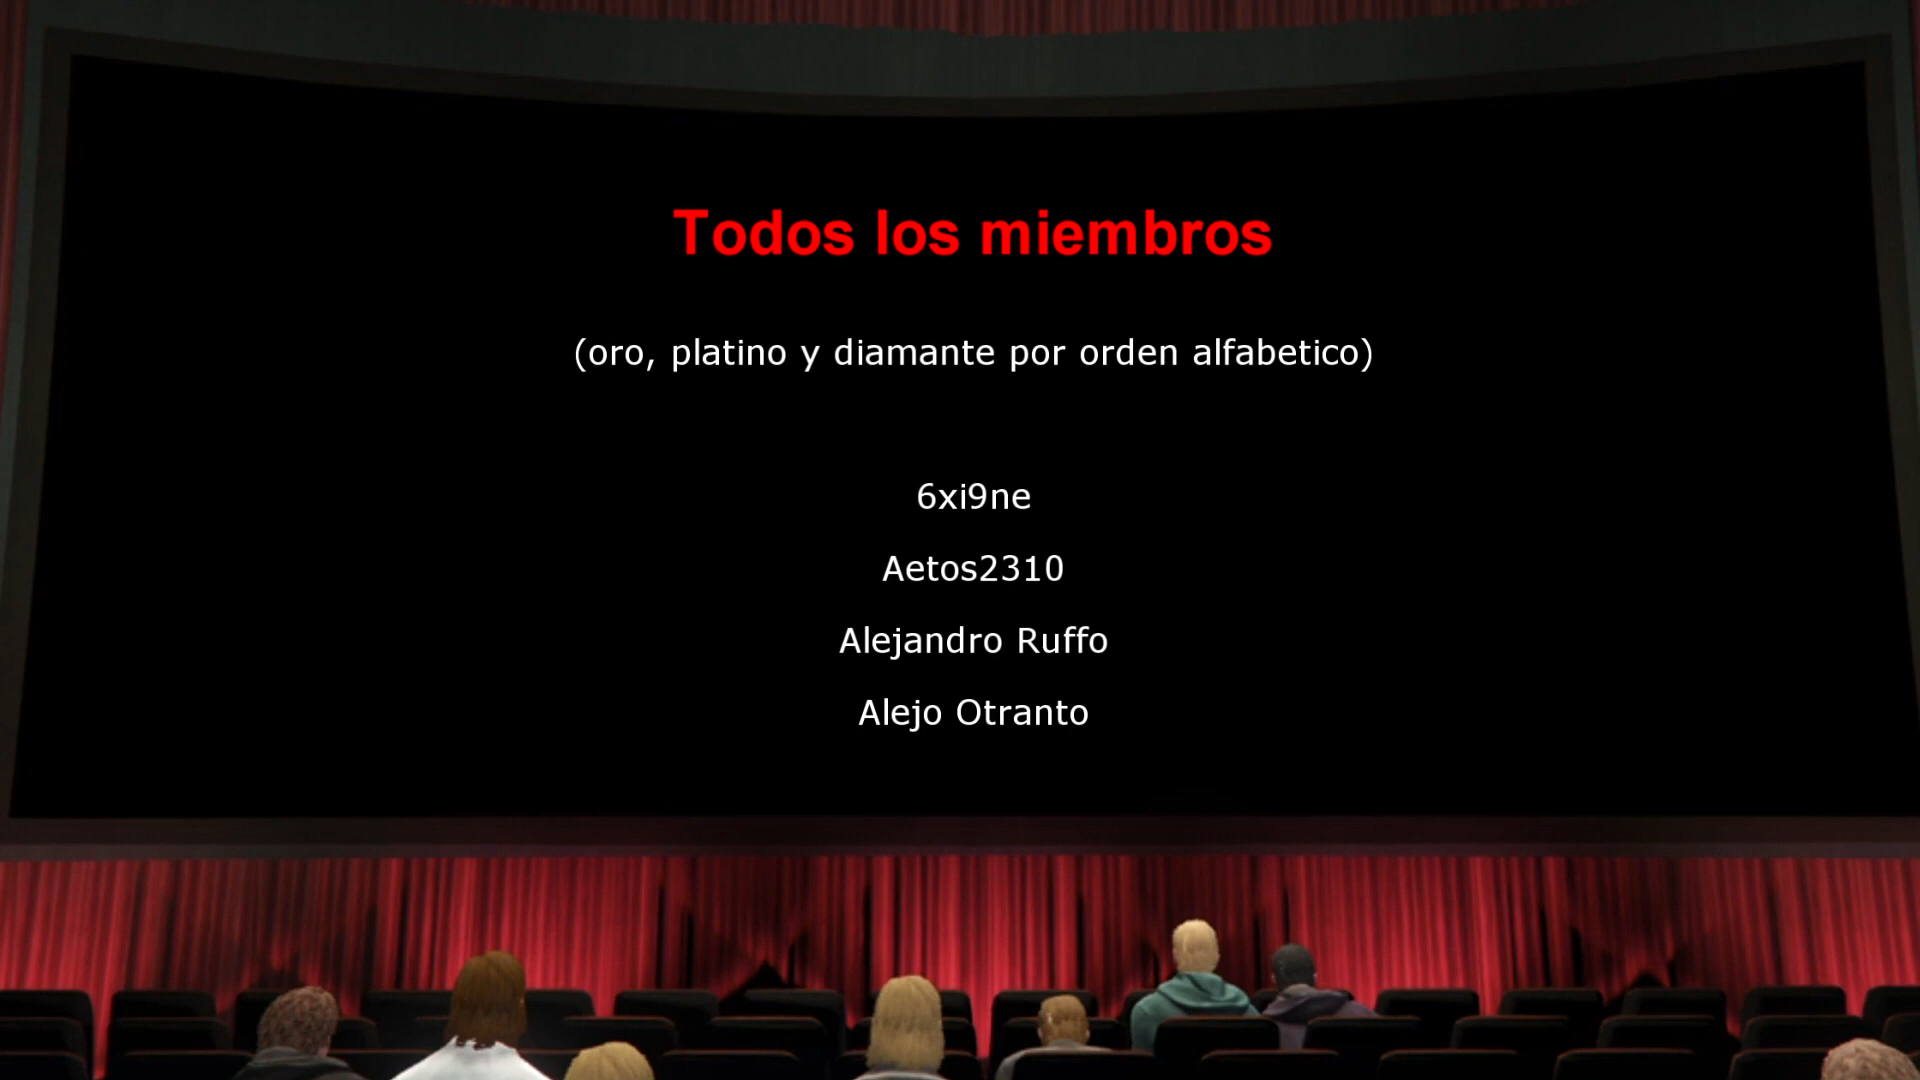 Todos los miembros
(oro, platino y diamante por orden alfabetico)
6xi9ne
Aetos2310
Alejandro Ruffo
Alejo Otranto